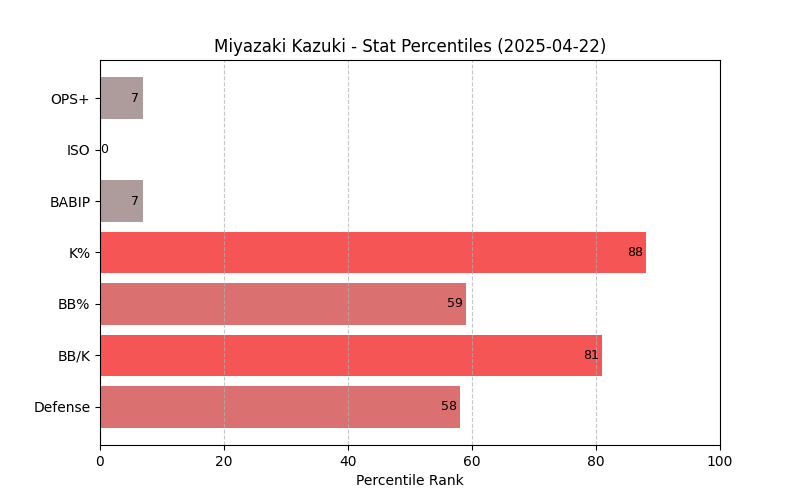 Miyazaki Kazuki - Stat Percentiles (2025-04-22)
OPS+ 7
ISO 0
BABIP 7
K% 88
BB% 59
BB/K 81
Defense 58
0 20 40 60 80 100
Percentile Rank